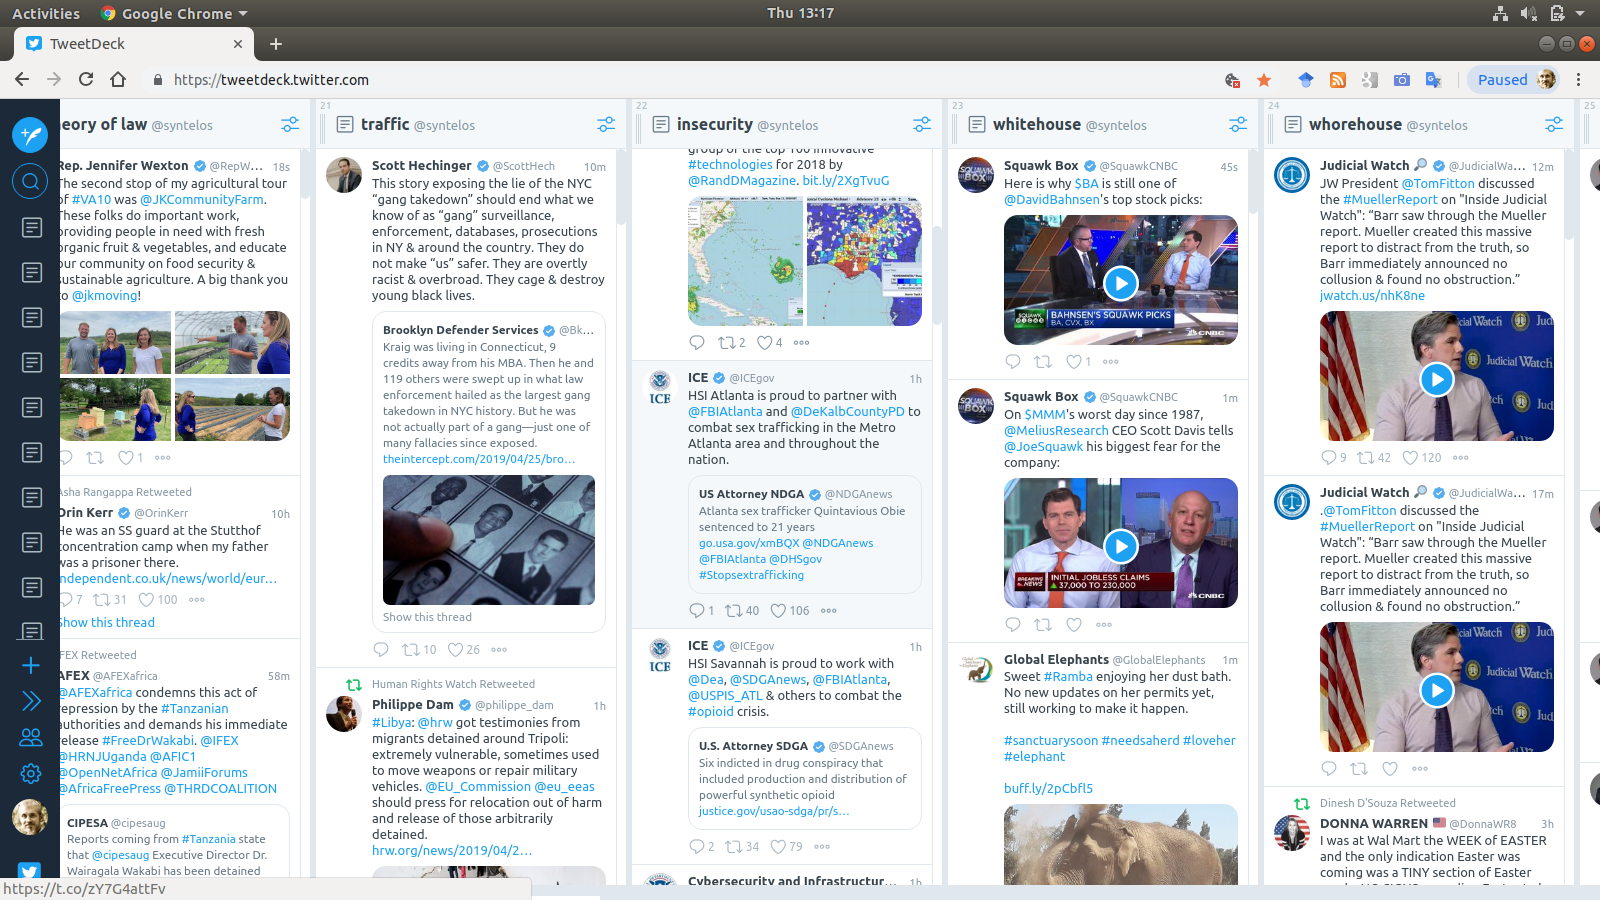 Activities
Google Chrome
Thu 13:17
TweetDeck
https://tweetdeck.twitter.com
Paused
eory of law @syntelos
Rep. Jennifer Wexton @RepW... 18s
The second stop of my agricultural tour
of #VA10 was @JKCommunityFarm.
These folks do important work,
providing people in need with fresh
organic fruit & vegetables, and educate
our community on food security &
sustainable agriculture. A big thank you
to @jkmoving!
1
Asha Rangappa Retweeted
Orin Kerr @OrinKerr 10h
He was an SS guard at the Stutthof
concentration camp when my father
was a prisoner there.
ndependent.co.uk/news/world/eur...
7 31 100
Show this thread
FEX Retweeted
AFEX @AFEXafrica 58m
@AFEXafrica condemns this act of
repression by the #Tanzanian
authorities and demands his immediate
release #FreeDrWakabi. @IFEX
@HRNJUganda @AFIC1
@OpenNetAfrica @JamiiForums
@AfricaFreePress @THRDCOALITION
CIPESA @cipesaug
Reports coming from #Tanzania state
that @cipesaug Executive Director Dr.
Wairagala Wakabi has been detained
https://t.co/zY7G4attFv
21
traffic @syntelos
Scott Hechinger @ScottHech 10m
This story exposing the lie of the NYC
“gang takedown” should end what we
know of as “gang” surveillance,
enforcement, databases, prosecutions
in NY & around the country. They do
not make “us” safer. They are overtly
racist & overbroad. They cage & destroy
young black lives.
Brooklyn Defender Services @Bk...
Kraig was living in Connecticut, 9
credits away from his MBA. Then he and
119 others were swept up in what law
enforcement hailed as the largest gang
takedown in NYC history. But he was
not actually part of a gang—just one of
many fallacies since exposed.
theintercept.com/2019/04/25/bro...
Show this thread
10 26
Human Rights Watch Retweeted
Philippe Dam @philippe_dam 1h
#Libya: @hrw got testimonies from
migrants detained around Tripoli:
extremely vulnerable, sometimes used
to move weapons or repair military
vehicles. @EU_Commission @eu_eeas
should press for relocation out of harm
and release of those arbitrarily
detained.
hrw.org/news/2019/04/2...
22
insecurity @syntelos
group of the top 100 innovative
#technologies for 2018 by
@RandDMagazine. bit.ly/2XgTvuG
2 4
ICE @ICEgov 1h
ICE
HSI Atlanta is proud to partner with
@FBIAtlanta and @DeKalbCountyPD to
combat sex trafficking in the Metro
Atlanta area and throughout the
nation.
US Attorney NDGA @NDGAnews
Atlanta sex trafficker Quintavious Obie
sentenced to 21 years
go.usa.gov/xmBQX @NDGAnews
@FBIAtlanta @DHSgov
#Stopsextrafficking
1 40 106
ICE @ICEgov 1h
ICE
HSI Savannah is proud to work with
@Dea, @SDGAnews, @FBIAtlanta,
@USPIS_ATL & others to combat the
#opioid crisis.
U.S. Attorney SDGA @SDGAnews
Six indicted in drug conspiracy that
included production and distribution of
powerful synthetic opioid
justice.gov/usao-sdga/pr/s...
2 34 79
Cybersecurity and Infrastructur... 1h
23
whitehouse @syntelos
Squawk Box @SquawkCNBC 45s
Here is why $BA is still one of
@DavidBahnsen's top stock picks:
SQUAWK
BAHNSEN'S SQUAWK PICKS
BA, CVX, BX
CNBC
1
Squawk Box @SquawkCNBC 1m
On $MMM's worst day since 1987,
@MeliusResearch CEO Scott Davis tells
@JoeSquawk his biggest fear for the
company:
BREAKING NEWS
INITIAL JOBLESS CLAIMS
37,000 TO 230,000
CNBC
Global Elephants @GlobalElephants 1m
Sweet #Ramba enjoying her dust bath.
No new updates on her permits yet,
still working to make it happen.
#sanctuarysoon #needsaherd #loveher
#elephant
buff.ly/2pCbfl5
24
whorehouse @syntelos
Judicial Watch @JudicialWa... 12m
JW President @TomFitton discussed
the #MuellerReport on "Inside Judicial
Watch": “Barr saw through the Mueller
report. Mueller created this massive
report to distract from the truth, so
Barr immediately announced no
collusion & found no obstruction.”
jwatch.us/nhK8ne
Judicial Watch
9 42 120
Judicial Watch @JudicialWa... 17m
.@TomFitton discussed the
#MuellerReport on "Inside Judicial
Watch": “Barr saw through the Mueller
report. Mueller created this massive
report to distract from the truth, so
Barr immediately announced no
collusion & found no obstruction.”
Judicial Watch
Dinesh D'Souza Retweeted
DONNA WARREN @DonnaWR8 3h
I was at Wal Mart the WEEK of EASTER
and the only indication Easter was
coming was a TINY section of Easter
25